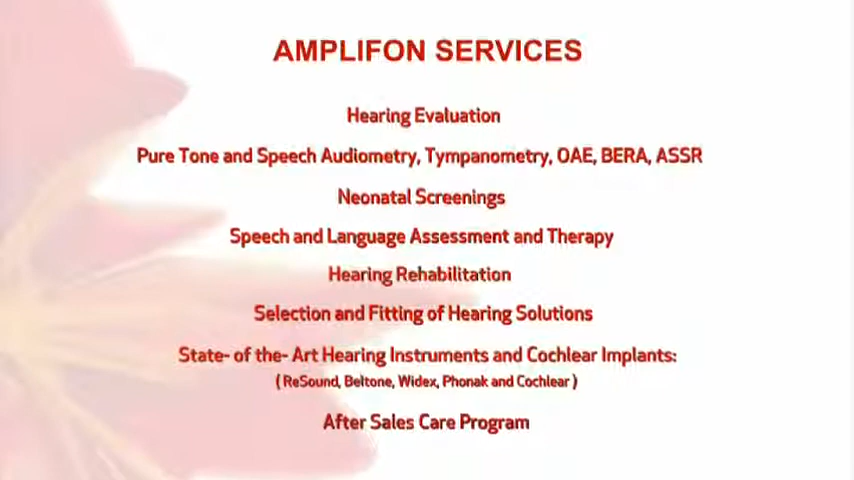 AMPLIFON SERVICES
Hearing Evaluation
Pure Tone and Speech Audiometry, Tympanometry, OAE, BERA, ASSR
Neonatal Screenings
Speech and Language Assessment and Therapy
Hearing Rehabilitation
Selection and Fitting of Hearing Solutions
State- of the- Art Hearing Instruments and Cochlear Implants:
( ReSound, Beltone, Widex, Phonak and Cochlear )
After Sales Care Program